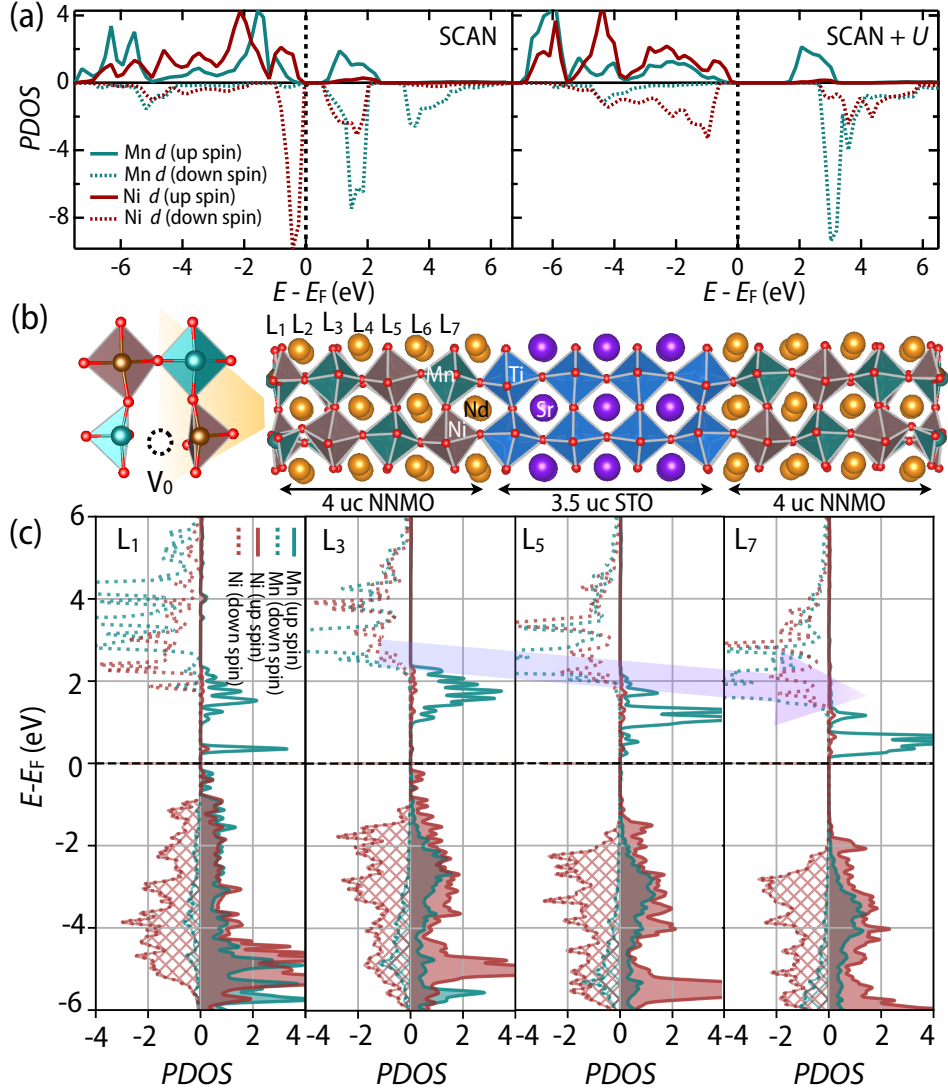 (a)
SCAN
SCAN + U
4
0
-4
-8
PDOS
Mn d (up spin)
Mn d (down spin)
Ni d (up spin)
Ni d (down spin)
-6 -4 -2 0 2 4 6
-6 -4 -2 0 2 4 6
E - EF (eV)
E - EF (eV)
(b)
L1 L2 L3 L4 L5 L6 L7
Mn
Ti
Nd
Sr
Ni
V0
4 uc NNMO
3.5 uc STO
4 uc NNMO
(c)
L1
L3
L5
L7
Mn (up spin)
Mn (down spin)
Ni (up spin)
Ni (down spin)
6
4
2
0
-2
-4
-6
E-EF (eV)
-4 -2 0 2 4
-2 0 2 4
-2 0 2 4
-2 0 2 4
PDOS
PDOS
PDOS
PDOS